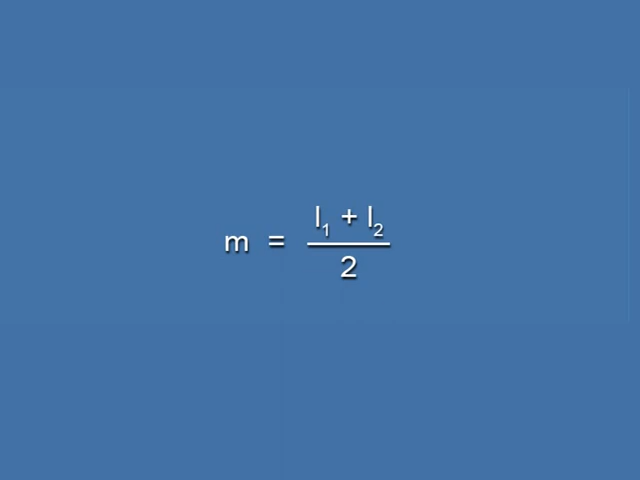 m = l₁ + l₂ / 2